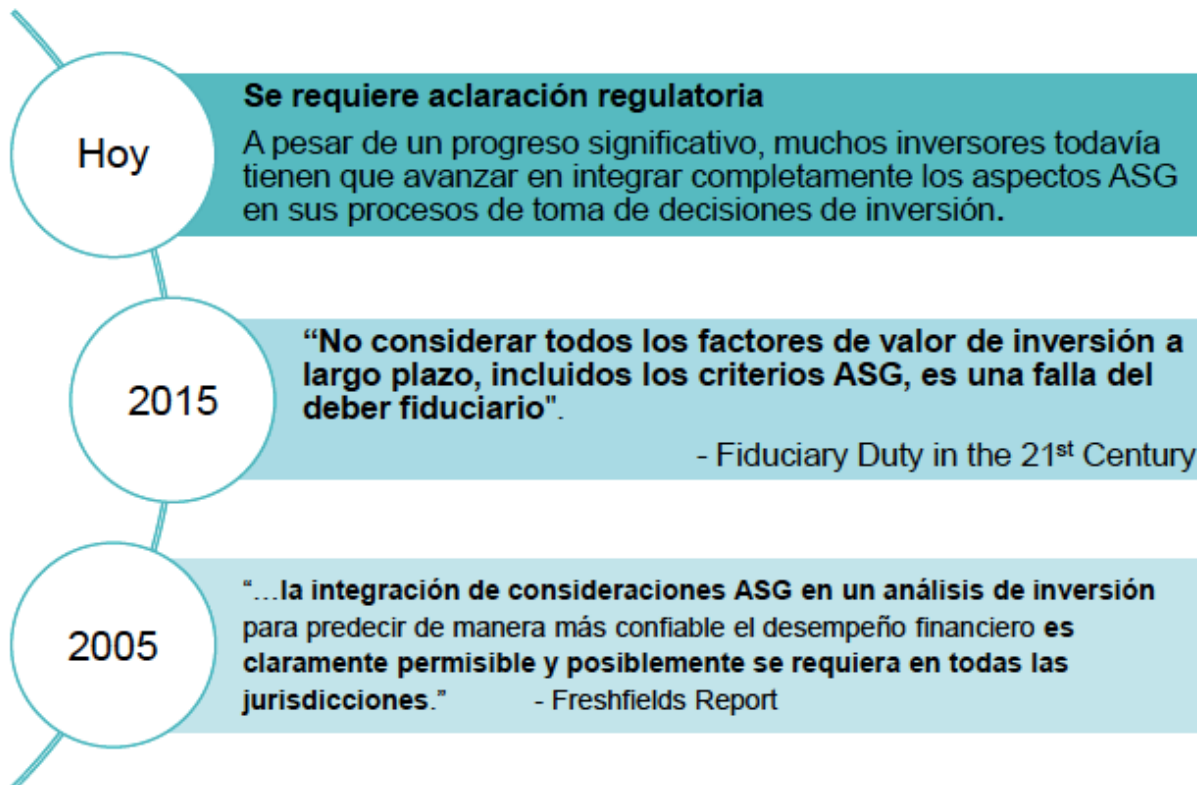 Hoy
Se requiere aclaración regulatoria
A pesar de un progreso significativo, muchos inversores todavía
tienen que avanzar en integrar completamente los aspectos ASG
en sus procesos de toma de decisiones de inversión.
2015
“No considerar todos los factores de valor de inversión a
largo plazo, incluidos los criterios ASG, es una falla del
deber fiduciario".
- Fiduciary Duty in the 21st Century
2005
“…la integración de consideraciones ASG en un análisis de inversión
para predecir de manera más confiable el desempeño financiero es
claramente permisible y posiblemente se requiera en todas las
jurisdicciones.” - Freshfields Report